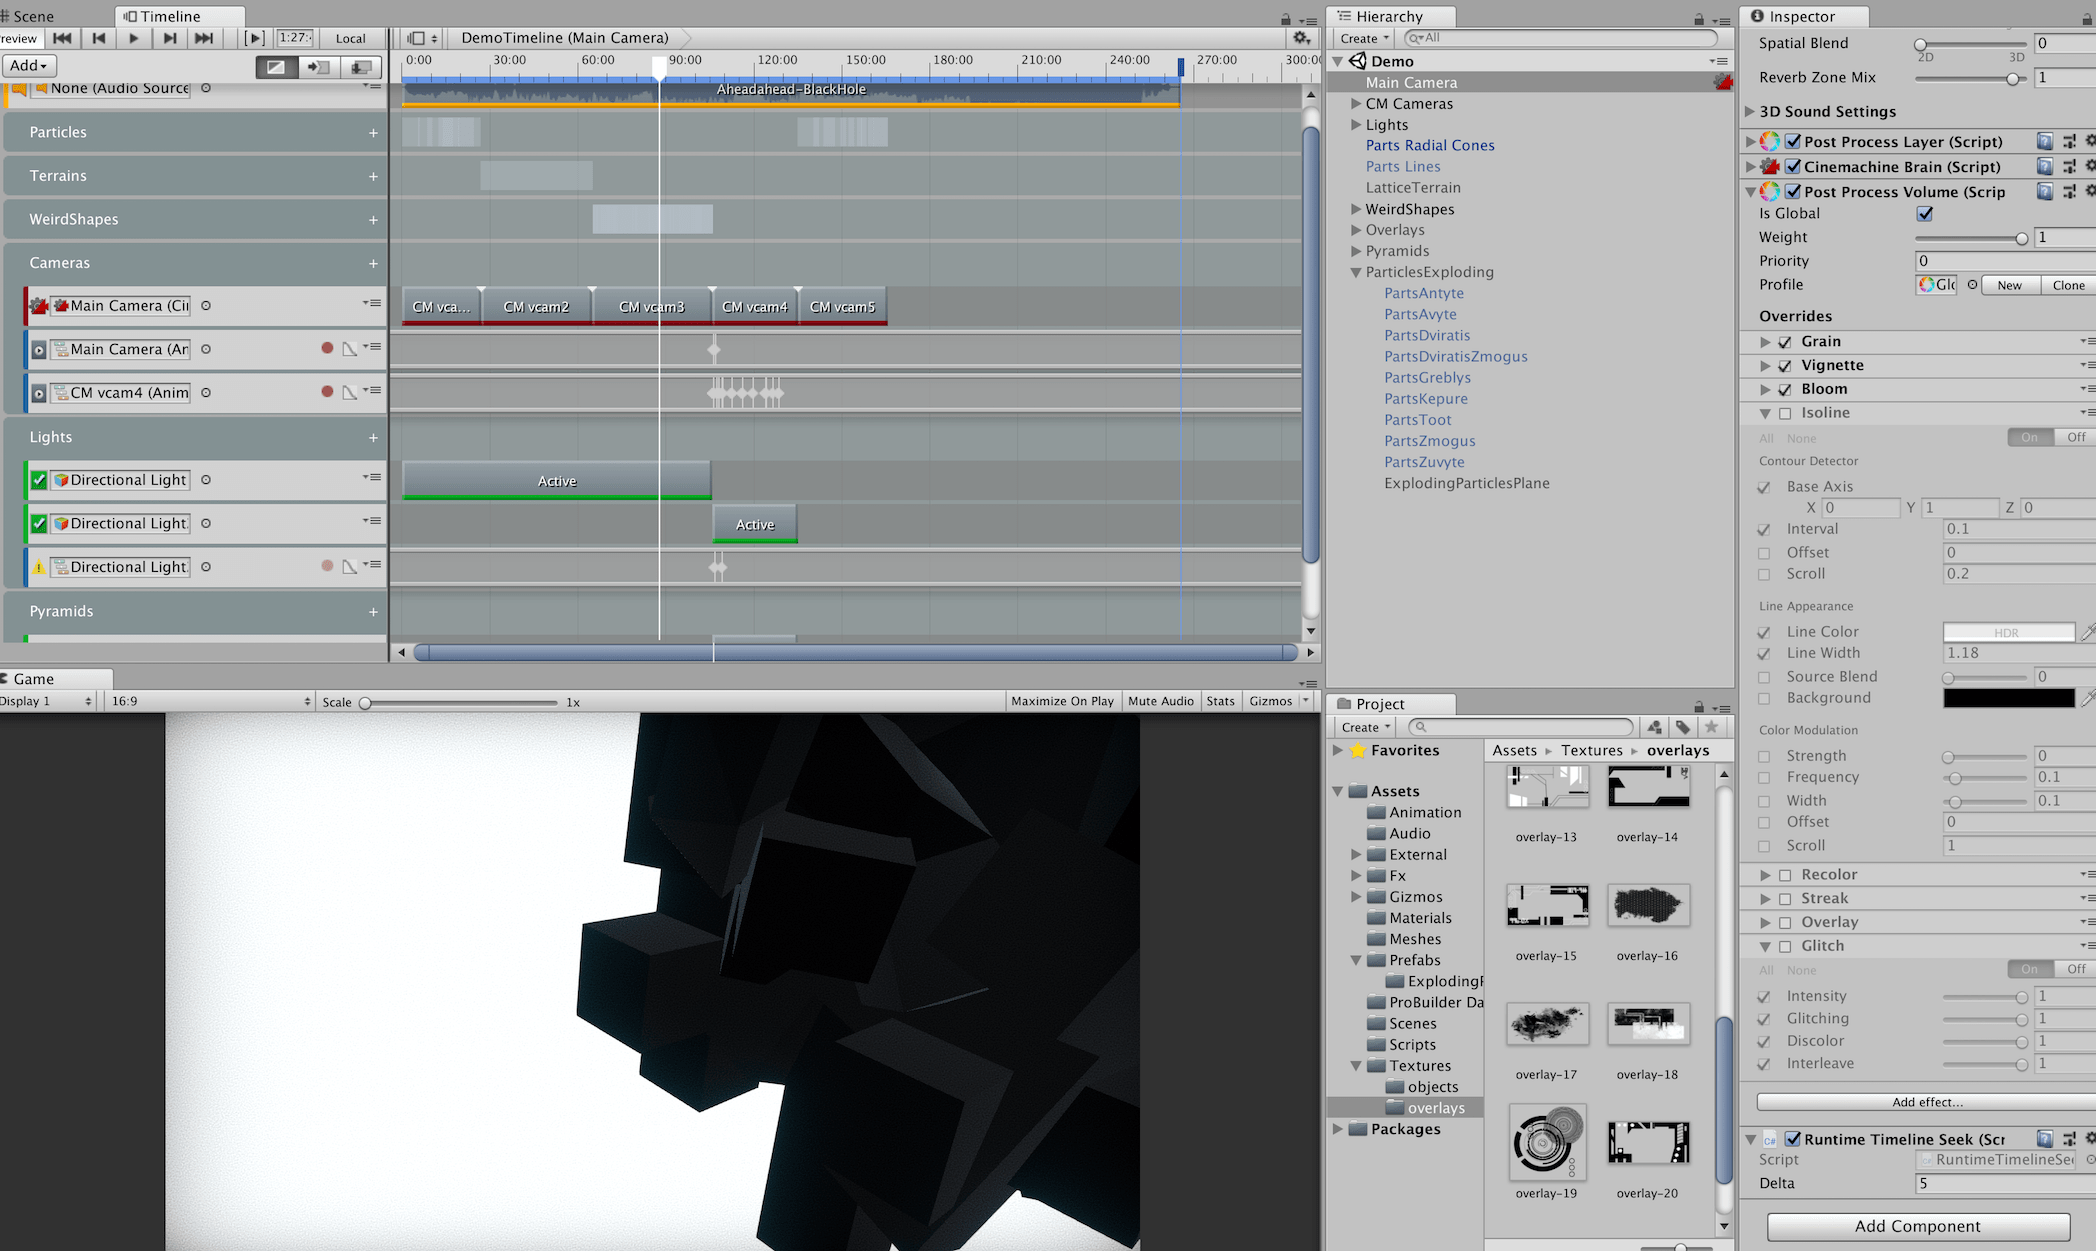 Scene
Timeline
review
1:27:
Local
DemoTimeline (Main Camera)
Add
0:00
30:00
60:00
90:00
120:00
150:00
180:00
210:00
240:00
270:00
300:0
None (Audio Source
Aheadahead-BlackHole
Particles
Terrains
WeirdShapes
Cameras
Main Camera (Ci
CM vca...
CM vcam2
CM vcam3
CM vcam4
CM vcam5
Main Camera (Ar
CM vcam4 (Anim
Lights
Directional Light
Active
Directional Light
Active
Directional Light
Pyramids
Game
Display 1
16:9
Scale
1x
Maximize On Play
Mute Audio
Stats
Gizmos
Hierarchy
Create
All
Demo
Main Camera
CM Cameras
Lights
Parts Radial Cones
Parts Lines
LatticeTerrain
WeirdShapes
Overlays
Pyramids
ParticlesExploding
PartsAntyte
PartsAvyte
PartsDviratis
PartsDviratisZmogus
PartsGreblys
PartsKepure
PartsToot
PartsZmogus
PartsZuvyte
ExplodingParticlesPlane
Project
Create
Favorites
Assets
Animation
Audio
External
Fx
Gizmos
Materials
Meshes
Prefabs
ExplodingP
ProBuilder Da
Scenes
Scripts
Textures
objects
overlays
Packages
Assets
Textures
overlays
overlay-13
overlay-14
overlay-15
overlay-16
overlay-17
overlay-18
overlay-19
overlay-20
Inspector
Spatial Blend
0
2D
3D
Reverb Zone Mix
1
3D Sound Settings
Post Process Layer (Script)
Cinemachine Brain (Script)
Post Process Volume (Scrip
Is Global
Weight
1
Priority
0
Profile
Glo
New
Clone
Overrides
Grain
Vignette
Bloom
Isoline
All None
On
Off
Contour Detector
Base Axis
X 0
Y 1
Z 0
Interval
0.1
Offset
0
Scroll
0.2
Line Appearance
Line Color
HDR
Line Width
1.18
Source Blend
0
Background
Color Modulation
Strength
0
Frequency
0.1
Width
0.1
Offset
0
Scroll
1
Recolor
Streak
Overlay
Glitch
All None
On
Off
Intensity
1
Glitching
1
Discolor
1
Interleave
1
Add effect...
C#
Runtime Timeline Seek (Scr
Script
RuntimeTimelineSee
Delta
5
Add Component